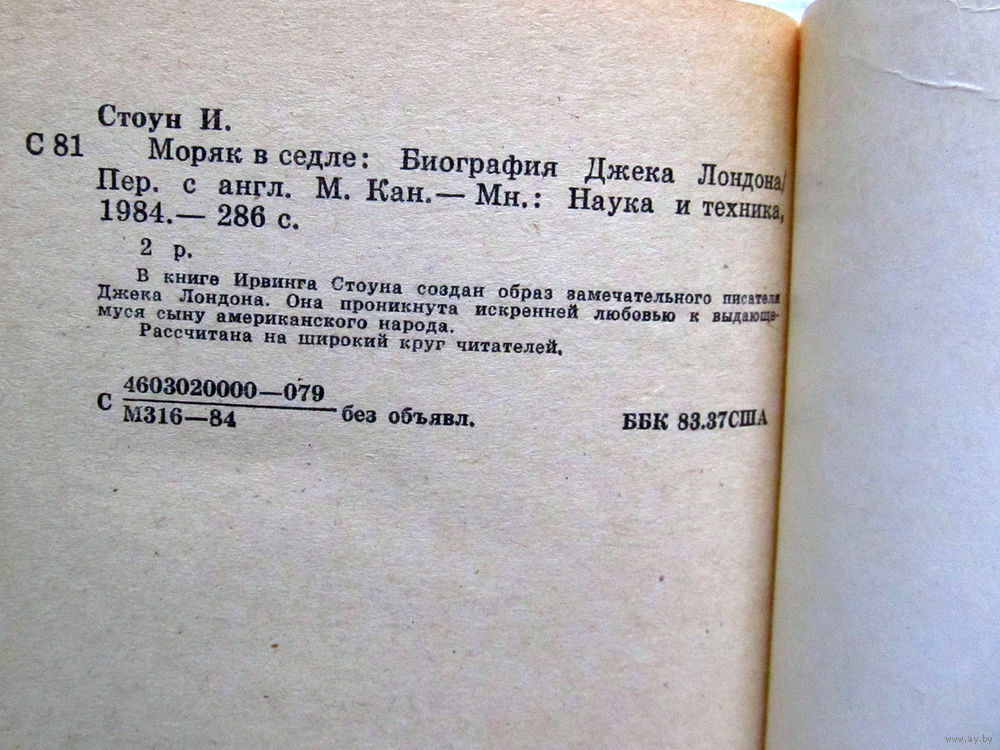 Стоун И.
С 81 Моряк в седле: Биография Джека Лондона/
Пер. с англ. М. Кан.— Мн.: Наука и техника,
1984.— 286 с.
2 р.
В книге Ирвинга Стоуна создан образ замечательного писателя
Джека Лондона. Она проникнута искренней любовью к выдающе-
муся сыну американского народа.
Рассчитана на широкий круг читателей.
4603020000—079
С
М316—84
без объявл.
ББК 83.37США
www.ay.by